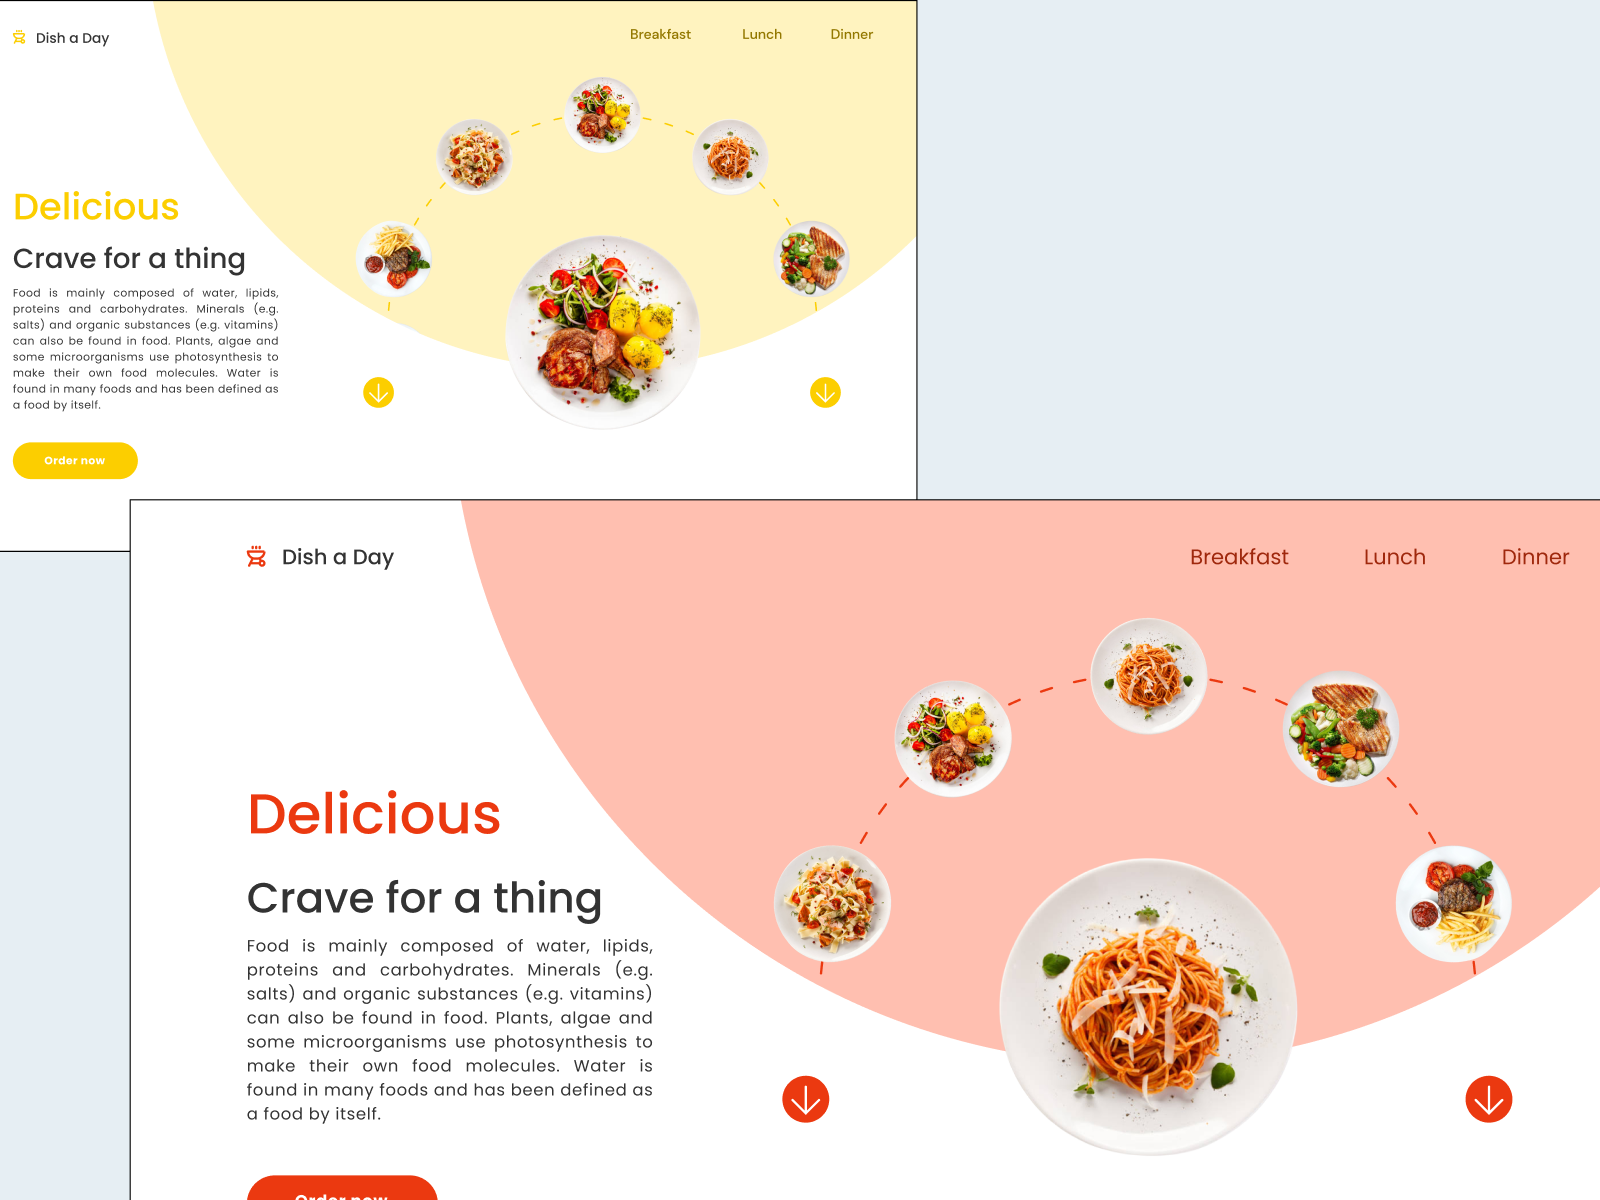 Dish a Day
Breakfast Lunch Dinner
Delicious
Crave for a thing
Food is mainly composed of water, lipids,
proteins and carbohydrates. Minerals (e.g.
salts) and organic substances (e.g. vitamins)
can also be found in food. Plants, algae and
some microorganisms use photosynthesis to
make their own food molecules. Water is
found in many foods and has been defined as
a food by itself.
Order now
Dish a Day
Breakfast Lunch Dinner
Delicious
Crave for a thing
Food is mainly composed of water, lipids,
proteins and carbohydrates. Minerals (e.g.
salts) and organic substances (e.g. vitamins)
can also be found in food. Plants, algae and
some microorganisms use photosynthesis to
make their own food molecules. Water is
found in many foods and has been defined as
a food by itself.
Order now